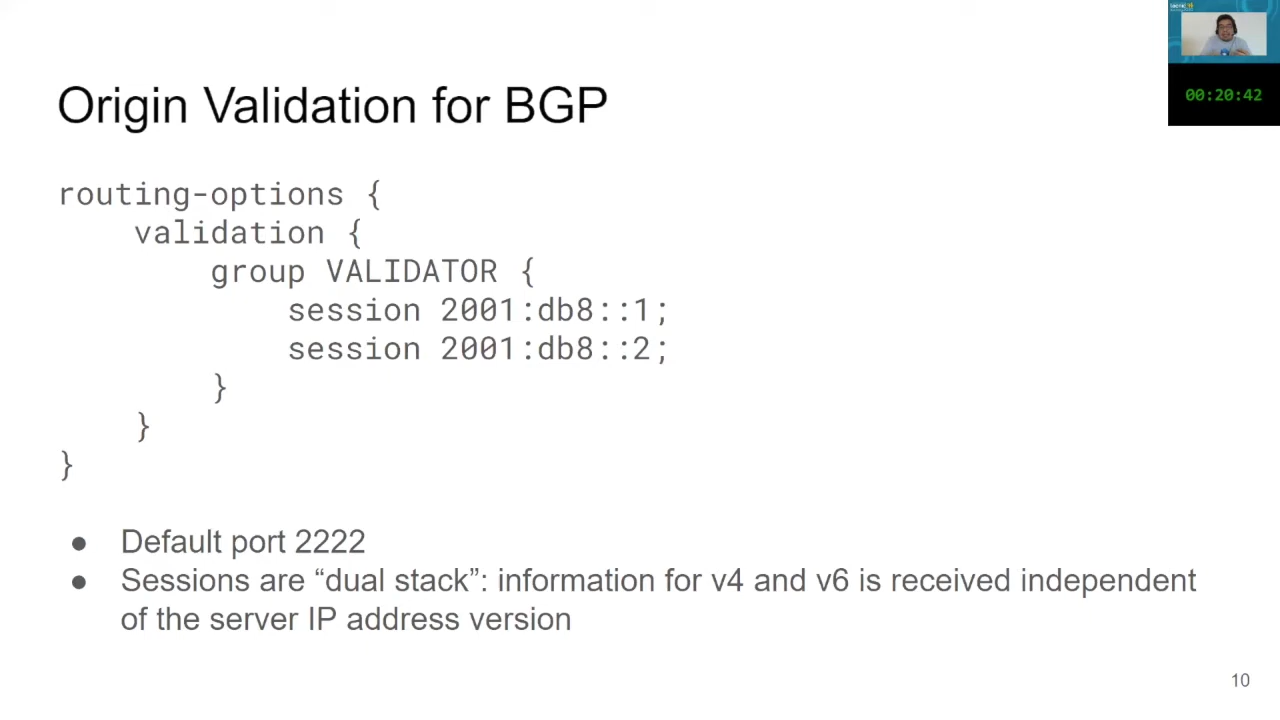 00:20:42
Origin Validation for BGP
routing-options {
validation {
group VALIDATOR {
session 2001:db8::1;
session 2001:db8::2;
}
}
}
● Default port 2222
● Sessions are “dual stack”: information for v4 and v6 is received independent
of the server IP address version
10